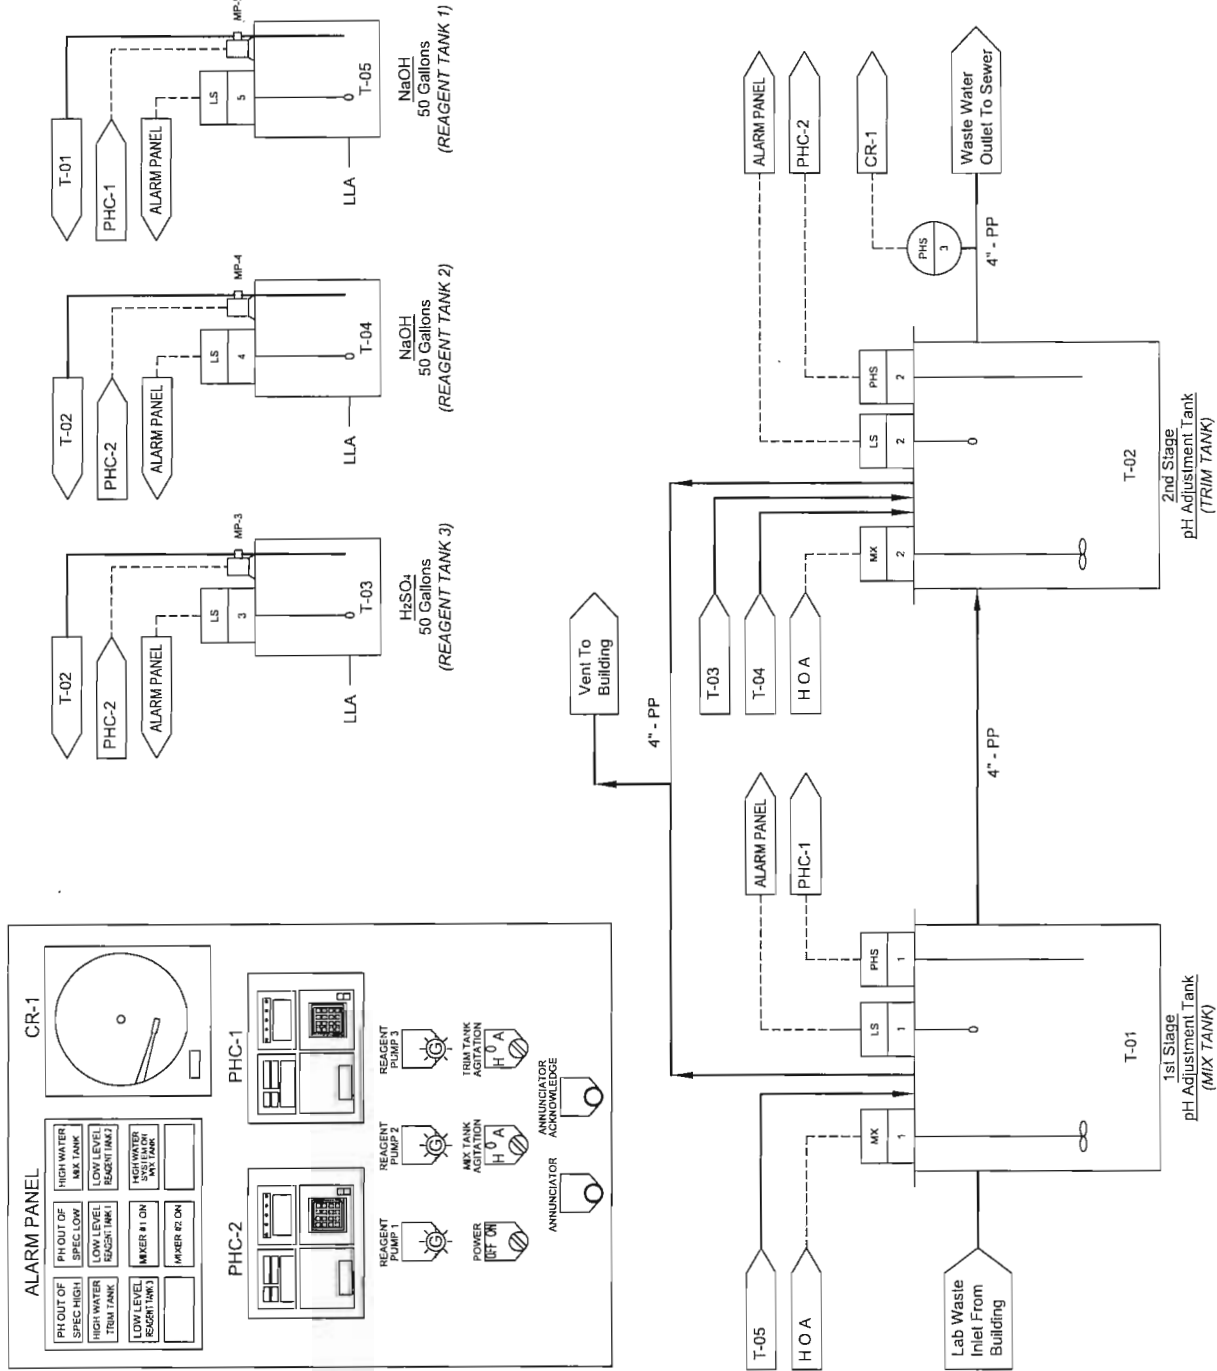 ALARM PANEL
PH OUT OF
SPEC HIGH
PH OUT OF
SPEC LOW
HIGH WATER
MIX TANK
HIGH WATER
TRIM TANK
LOW LEVEL
REAGENT TANK 1
LOW LEVEL
REAGENT TANK 2
LOW LEVEL
REAGENT TANK 3
MIXER #1 ON
HIGH WATER
SYSTEM ON
MIX TANK
MIXER #2 ON
CR-1
PHC-2
PHC-1
REAGENT
PUMP 1
G
REAGENT
PUMP 2
G
REAGENT
PUMP 3
G
POWER
OFF ON
MIX TANK
AGITATION
H O A
TRIM TANK
AGITATION
H O A
ANNUNCIATOR
ANNUNCIATOR
ACKNOWLEDGE
T-02
PHC-2
ALARM PANEL
LS
3
MP-3
T-03
LLA
H2SO4
50 Gallons
(REAGENT TANK 3)
T-02
PHC-2
ALARM PANEL
LS
4
MP-4
T-04
LLA
NaOH
50 Gallons
(REAGENT TANK 2)
T-01
PHC-1
ALARM PANEL
LS
5
T-05
LLA
NaOH
50 Gallons
(REAGENT TANK 1)
Vent To
Building
4" - PP
T-05
H O A
Lab Waste
Inlet From
Building
ALARM PANEL
PHC-1
MX
1
LS
1
PHS
1
T-01
1st Stage
pH Adjustment Tank
(MIX TANK)
4" - PP
T-03
T-04
H O A
MX
2
LS
2
PHS
2
T-02
2nd Stage
pH Adjustment Tank
(TRIM TANK)
ALARM PANEL
PHC-2
CR-1
PHS
3
4" - PP
Waste Water
Outlet To Sewer